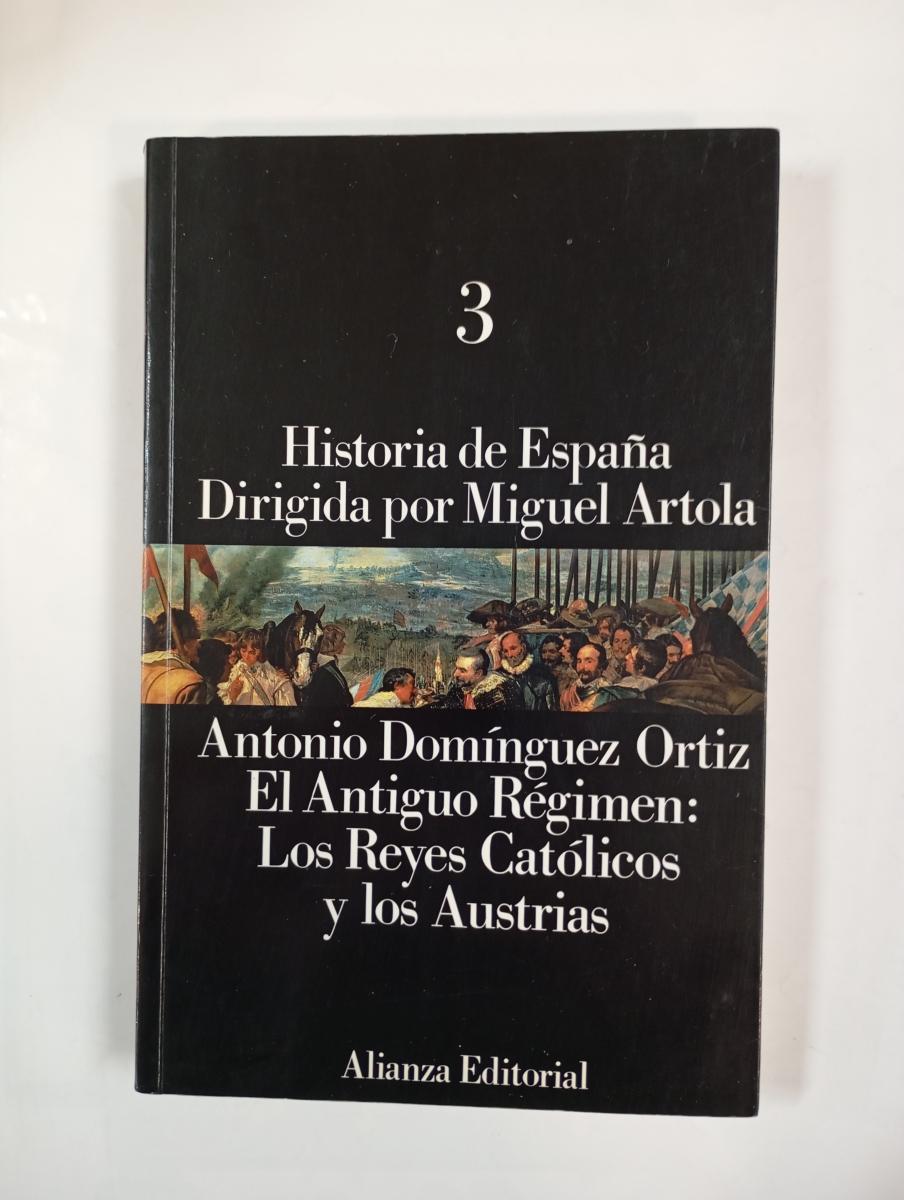 3
Historia de España
Dirigida por Miguel Artola
Antonio Domínguez Ortiz
El Antiguo Régimen:
Los Reyes Católicos
y los Austrias
Alianza Editorial